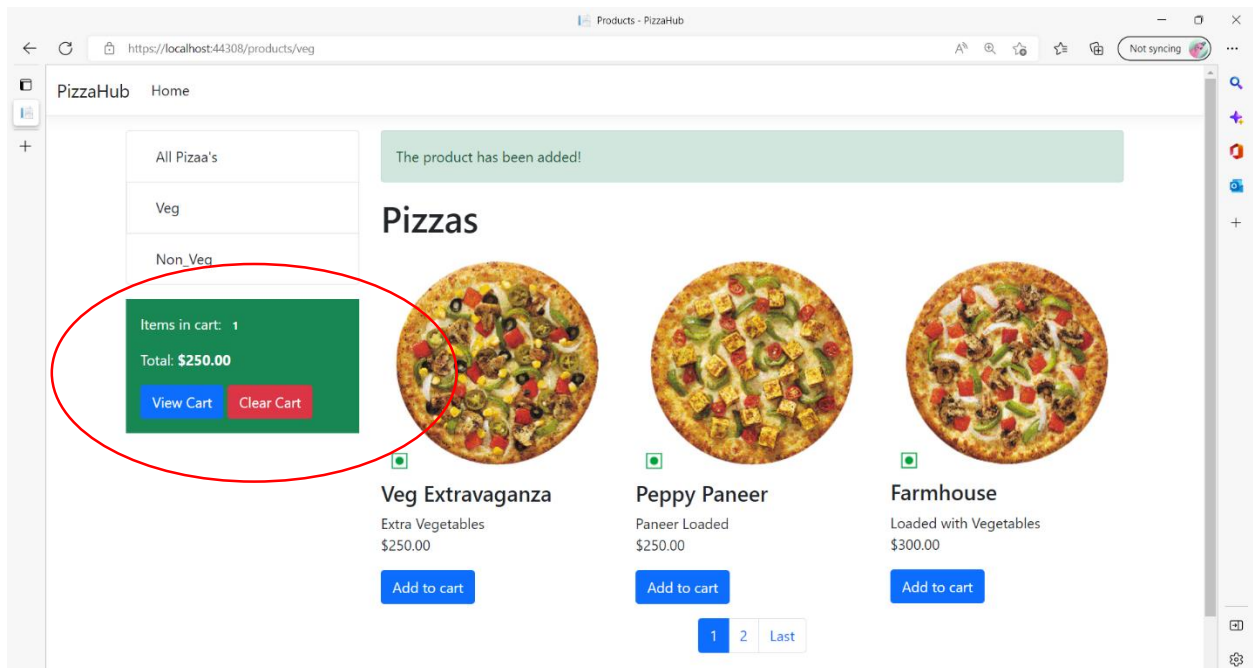 Products - PizzaHub
https://localhost:44308/products/veg
Not syncing
PizzaHub Home
All Pizaa's
Veg
Non_Veg
Items in cart: 1
Total: $250.00
View Cart Clear Cart
The product has been added!
Pizzas
Veg Extravaganza
Extra Vegetables
$250.00
Add to cart
Peppy Paneer
Paneer Loaded
$250.00
Add to cart
Farmhouse
Loaded with Vegetables
$300.00
Add to cart
1 2 Last